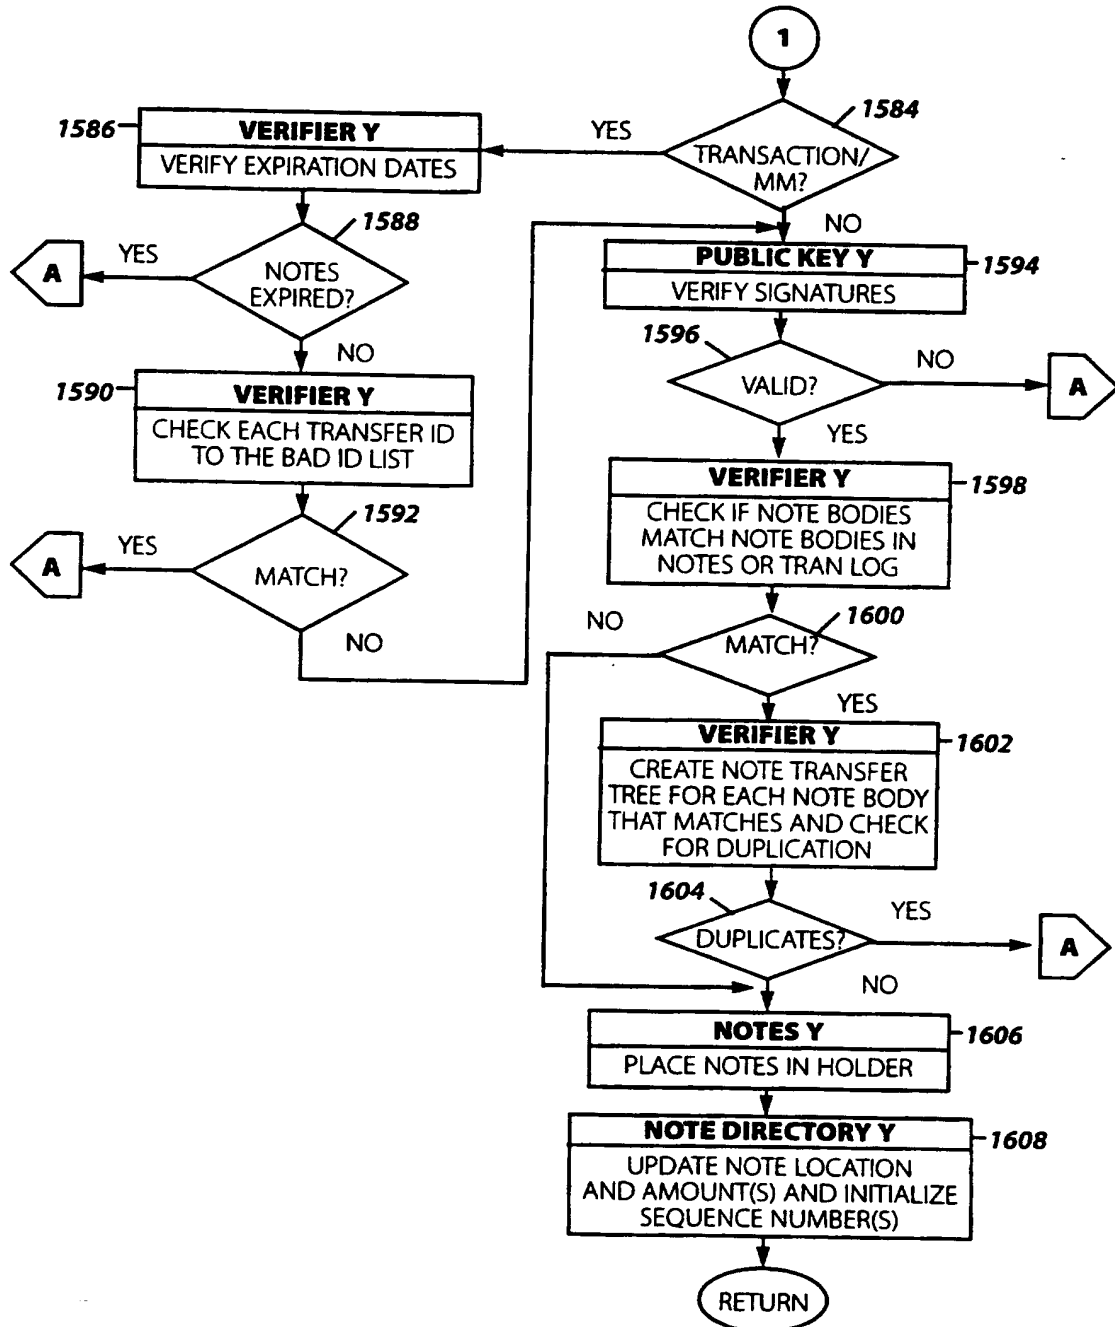 1
1584
TRANSACTION/
MM?
YES
NO
1586
VERIFIER Y
VERIFY EXPIRATION DATES
1588
NOTES
EXPIRED?
YES
A
NO
1590
VERIFIER Y
CHECK EACH TRANSFER ID
TO THE BAD ID LIST
1592
MATCH?
YES
A
NO
PUBLIC KEY Y
1594
VERIFY SIGNATURES
1596
VALID?
NO
A
YES
VERIFIER Y
1598
CHECK IF NOTE BODIES
MATCH NOTE BODIES IN
NOTES OR TRAN LOG
1600
MATCH?
NO
YES
VERIFIER Y
1602
CREATE NOTE TRANSFER
TREE FOR EACH NOTE BODY
THAT MATCHES AND CHECK
FOR DUPLICATION
1604
DUPLICATES?
YES
A
NO
NOTES Y
1606
PLACE NOTES IN HOLDER
NOTE DIRECTORY Y
1608
UPDATE NOTE LOCATION
AND AMOUNT(S) AND INITIALIZE
SEQUENCE NUMBER(S)
RETURN